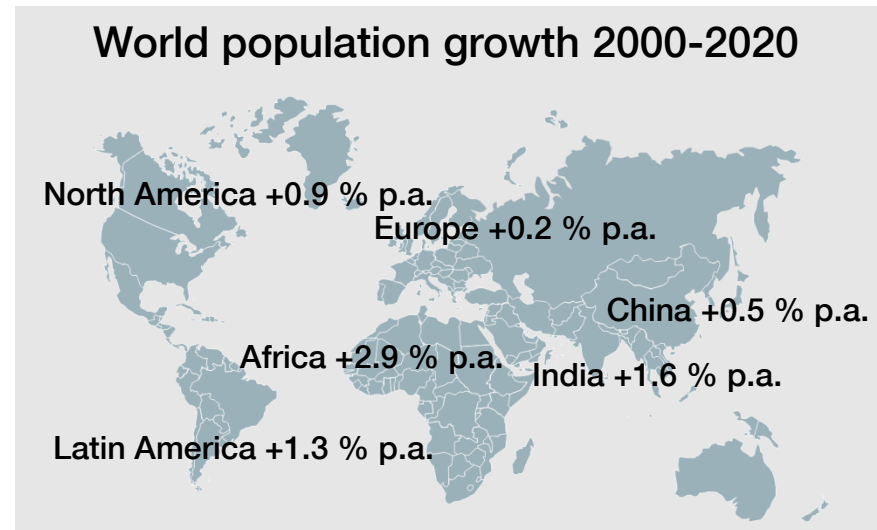 World population growth 2000-2020
North America +0.9 % p.a.
Europe +0.2 % p.a.
China +0.5 % p.a.
Africa +2.9 % p.a.
India +1.6 % p.a.
Latin America +1.3 % p.a.